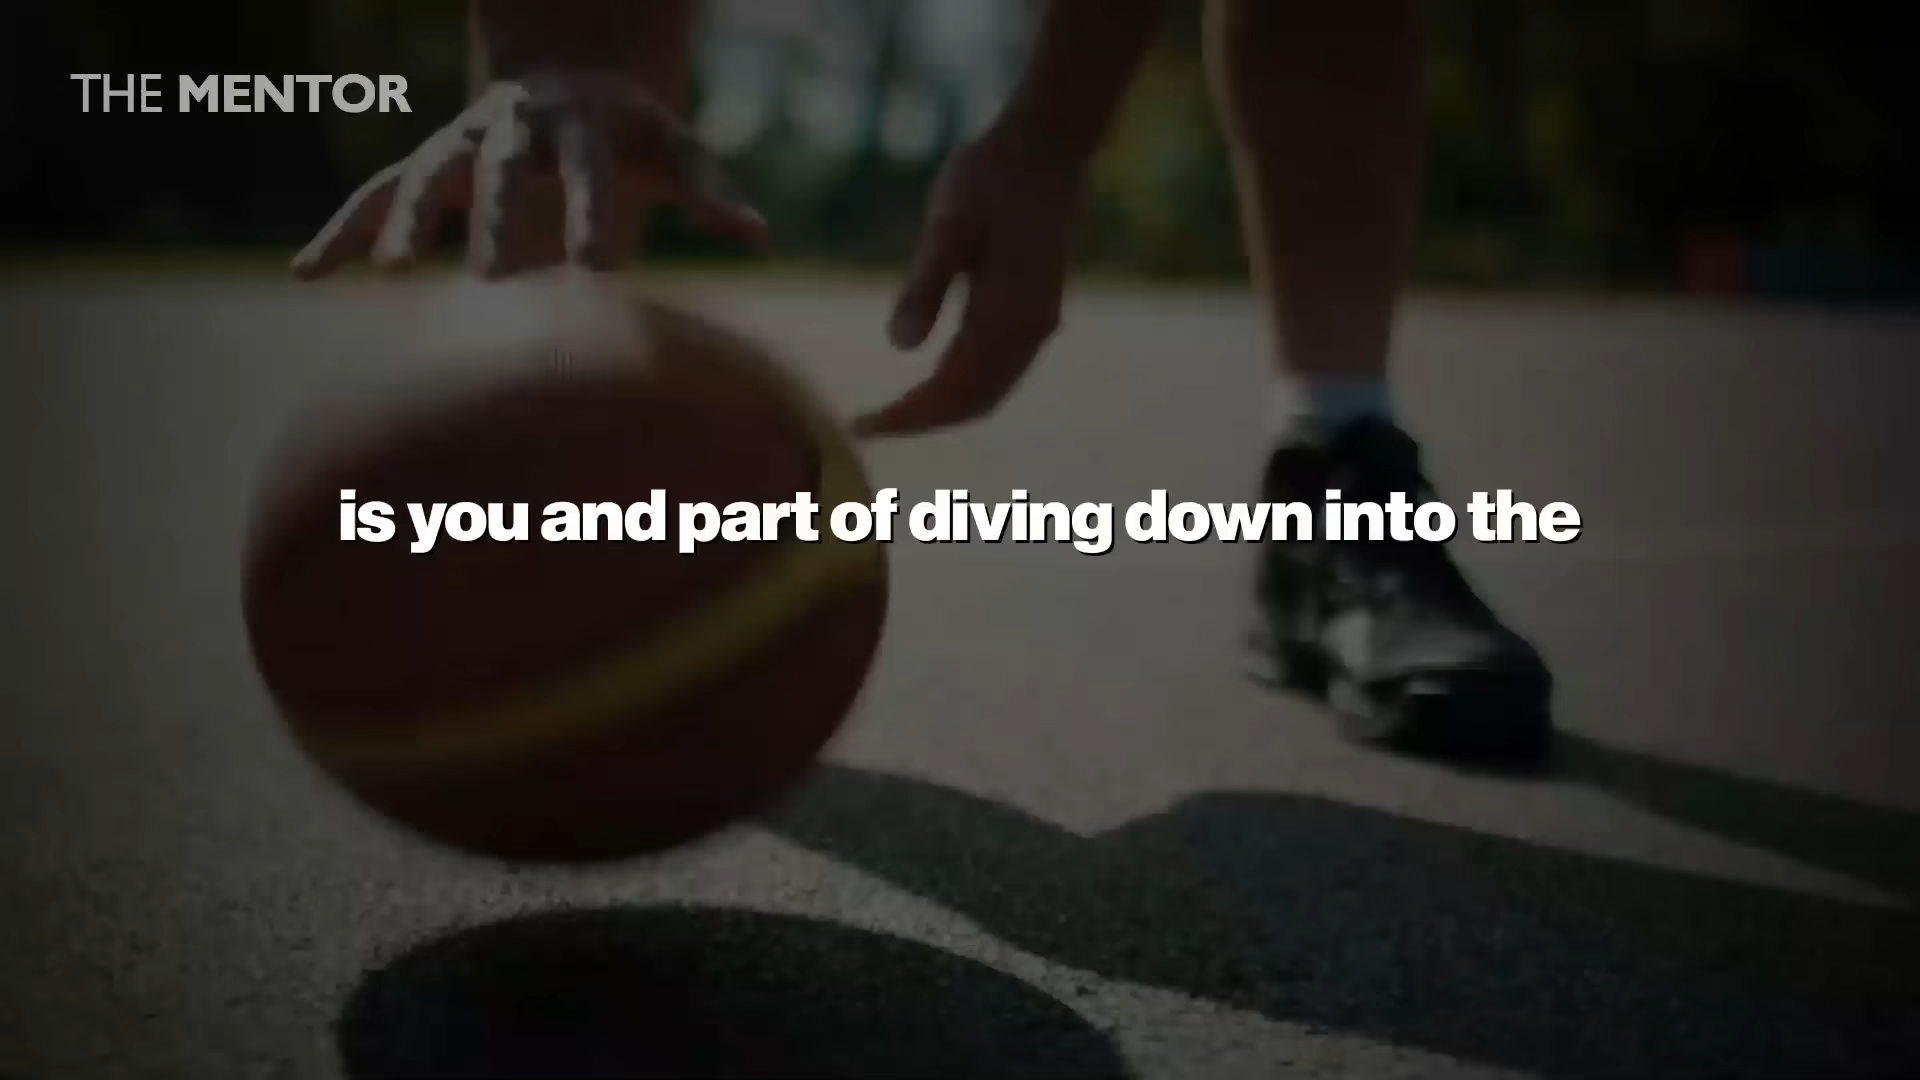 THE MENTOR
is you and part of diving down into the